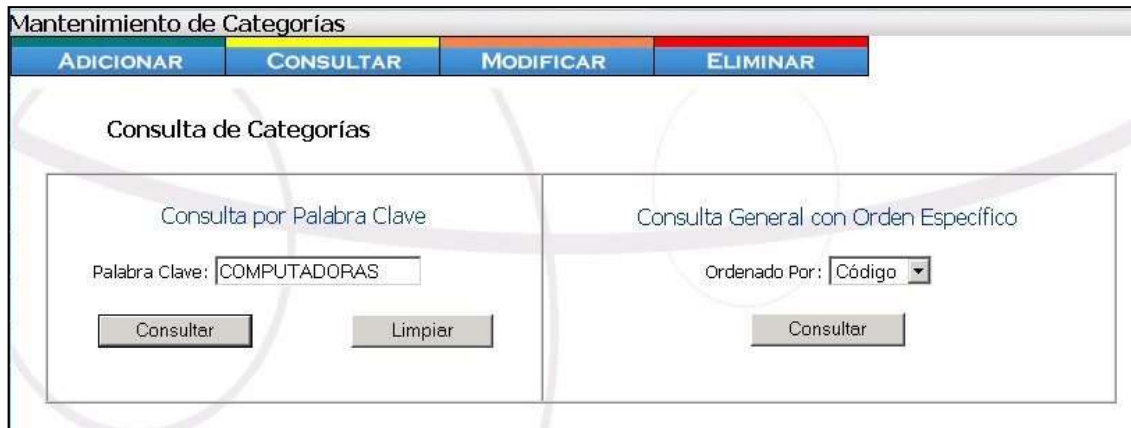 Mantenimiento de Categorías
ADICIONAR CONSULTAR MODIFICAR ELIMINAR
Consulta de Categorías
Consulta por Palabra Clave
Palabra Clave: COMPUTADORAS
Consultar Limpiar
Consulta General con Orden Específico
Ordenado Por: Código
Consultar